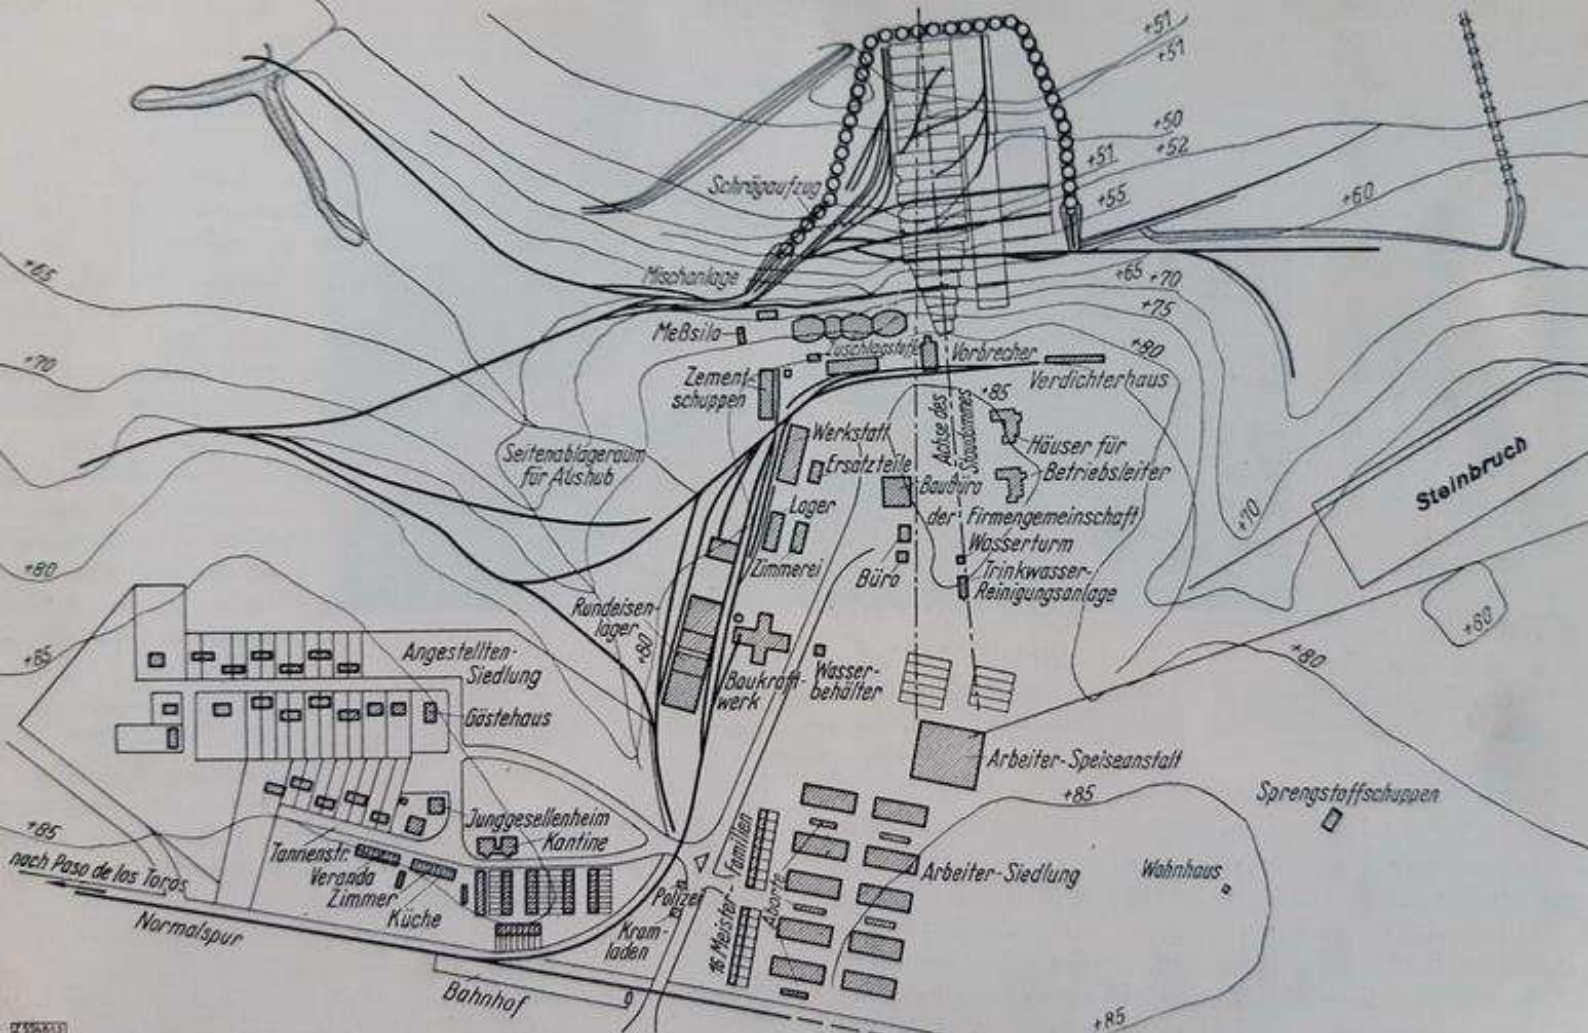 +51
+51
+50
+52
+51
+55
+60
Schrägaufzug
Mischanlage
+65
+65 +70
+75
Meßsilo
+80
Zuschlagstoffe
Vorbrecher
Verdichterhaus
+70
Zement-
schuppen
+85
Achse des
Staudammes
Werkstatt
Häuser für
Betriebsleiter
Seitenablageraum
für Aushub
Ersatzteile
Baubüro
der Firmengemeinschaft
Steinbruch
Lager
+70
Wasserturm
Zimmerei
Büro
Trinkwasser-
Reinigungsanlage
+80
Rundeisen-
lager
+80
+80
+80
+85
Angestellten-
Siedlung
Baukraft-
werk
Wasser-
behälter
Gästehaus
Arbeiter-Speiseanstalt
Sprengstoffschuppen
+85
Junggesellenheim
Kantine
+85
nach Paso de los Toros
Tannenstr.
Veranda
Zimmer
Küche
Normalspur
Polizei
Kram-
laden
16 Meister-Familien
Aborte
Arbeiter-Siedlung
Wohnhaus
Bahnhof
+85